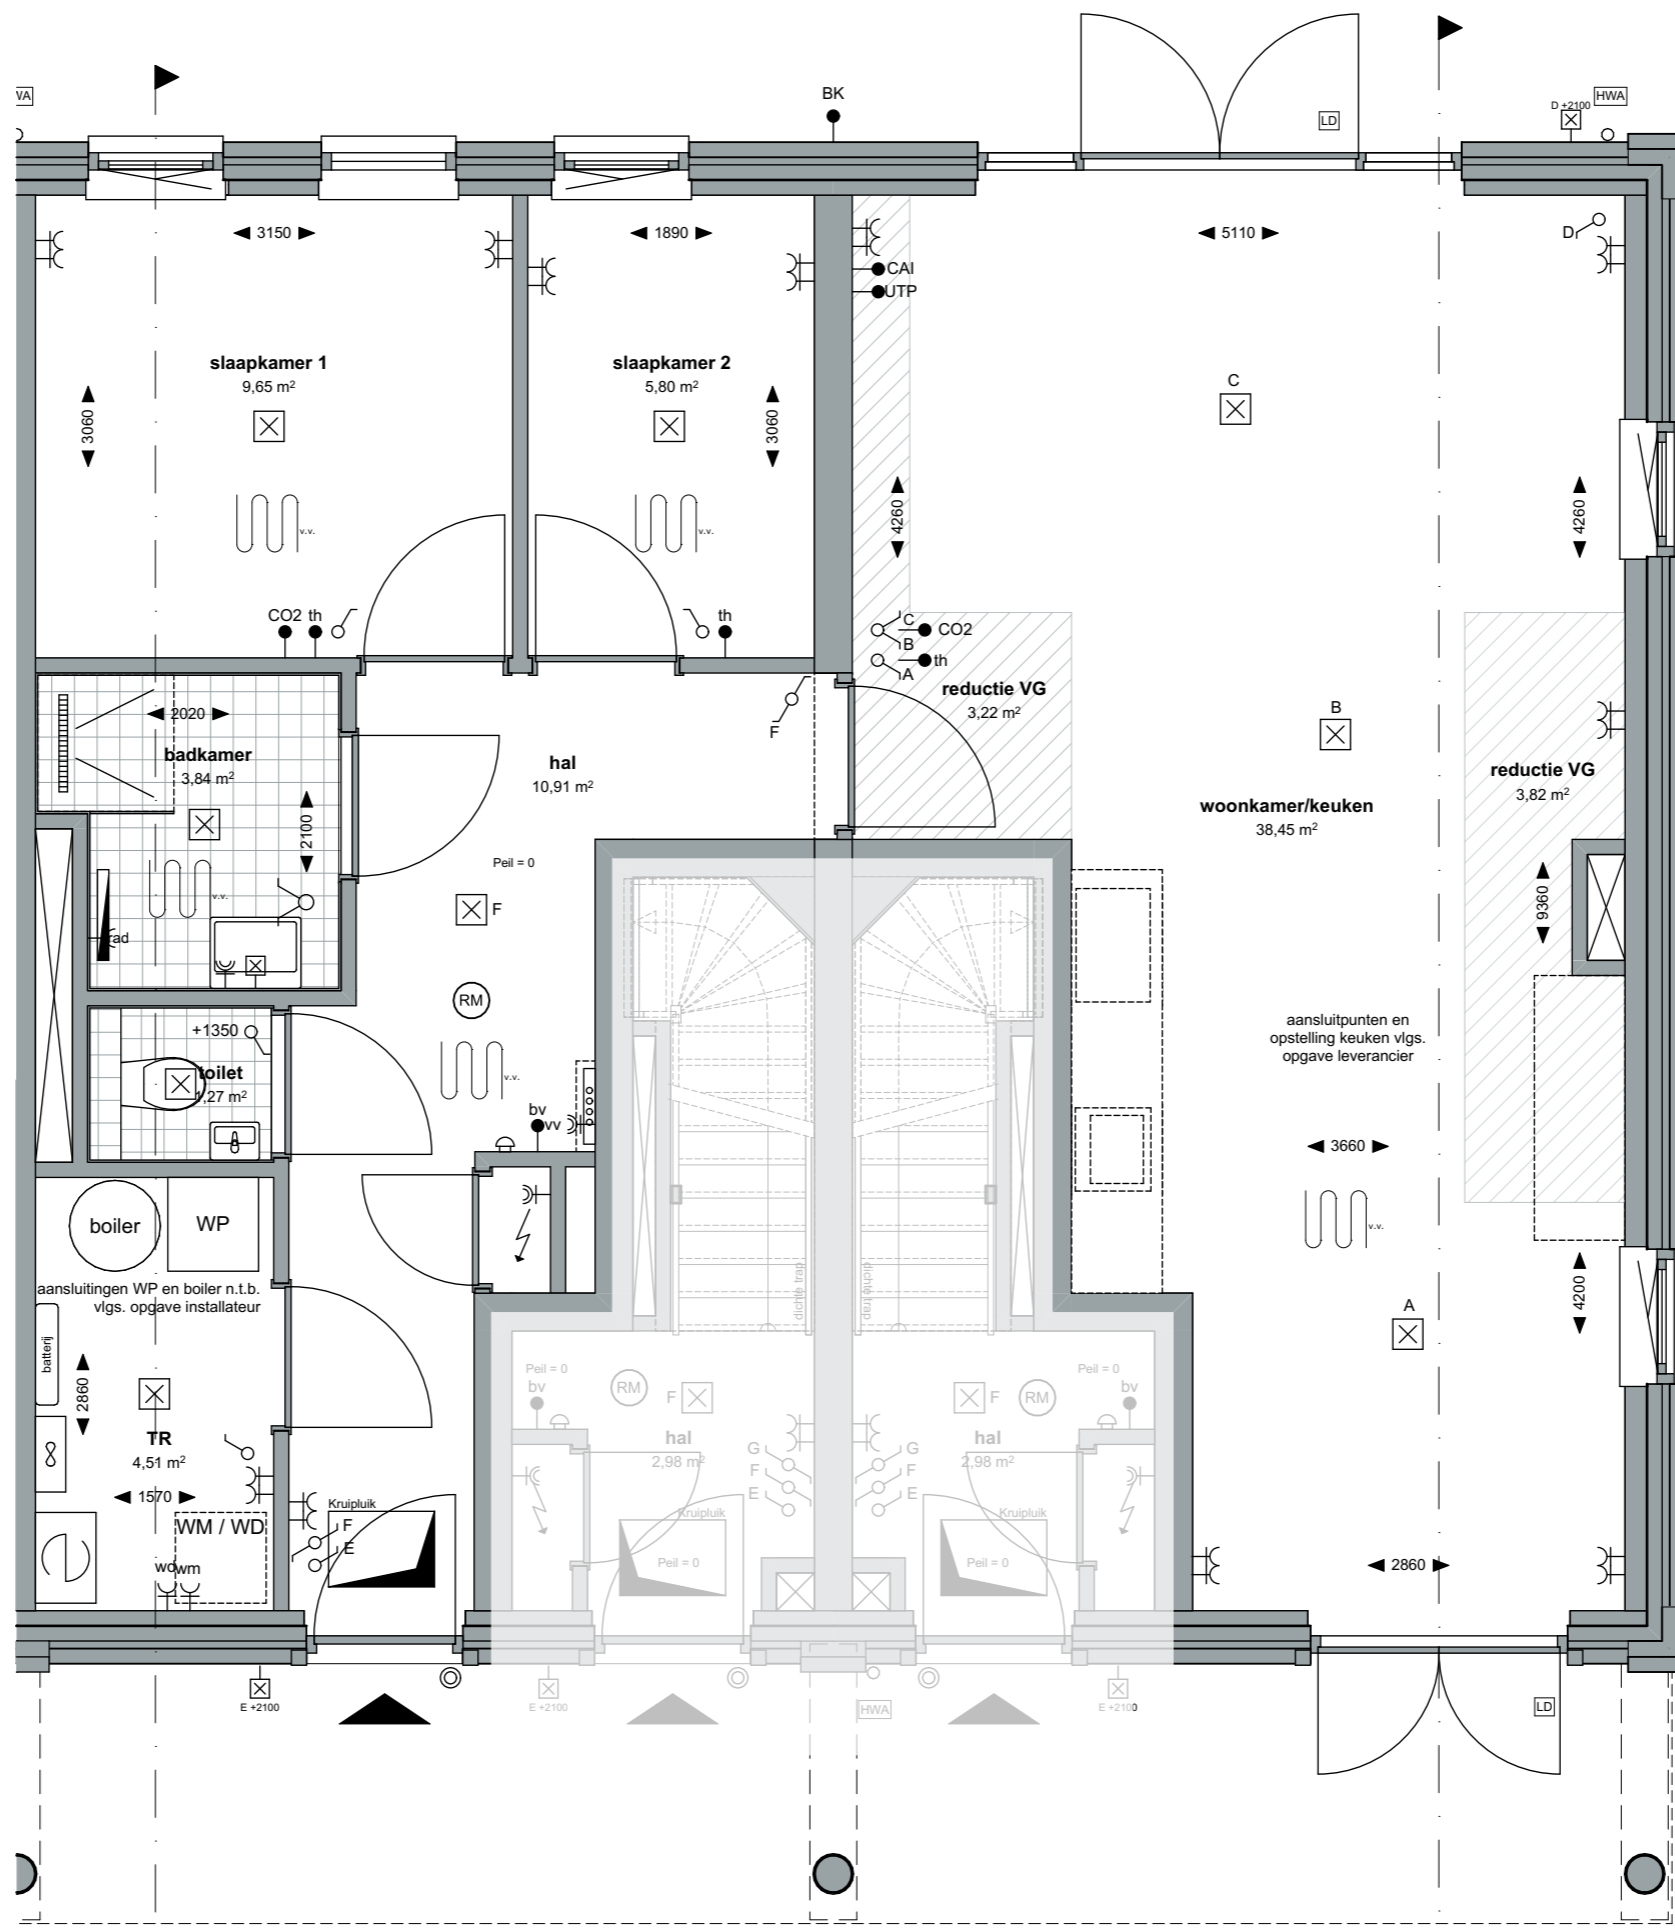 BK
D +2100
HWA
WA
LD
3150
1890
5110
D
CAI
UTP
slaapkamer 1
9,65 m²
slaapkamer 2
5,80 m²
C
3060
3060
4260
4260
v.v.
v.v.
CO2 th
th
C
CO2
B
th
A
2020
F
reductie VG
3,22 m²
B
badkamer
3,84 m²
hal
10,91 m²
reductie VG
3,82 m²
woonkamer/keuken
38,45 m²
2100
Peil = 0
v.v.
F
9360
rad
RM
aansluitpunten en
opstelling keuken vlgs.
opgave leverancier
+1350
toilet
1,27 m²
v.v.
bv
vv
3660
boiler
WP
v.v.
aansluitingen WP en boiler n.t.b.
vlgs. opgave installateur
dichte trap
dichte trap
4200
A
batterij
2860
Peil = 0
bv
RM
F
F
RM
Peil = 0
bv
TR
4,51 m²
hal
2,98 m²
G
F
E
G
F
E
hal
2,98 m²
1570
Kruipluik
F
E
WM / WD
wd
wm
Kruipluik
Peil = 0
Kruipluik
Peil = 0
2860
E +2100
E +2100
HWA
E +2100
LD